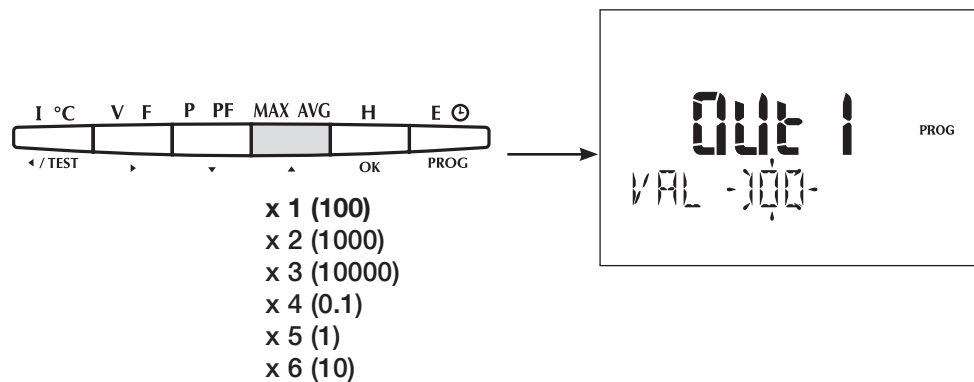 I °C V F P PF MAX AVG H E
/ TEST OK PROG
x 1 (100)
x 2 (1000)
x 3 (10000)
x 4 (0.1)
x 5 (1)
x 6 (10)
Out 1
PROG
VAL 100